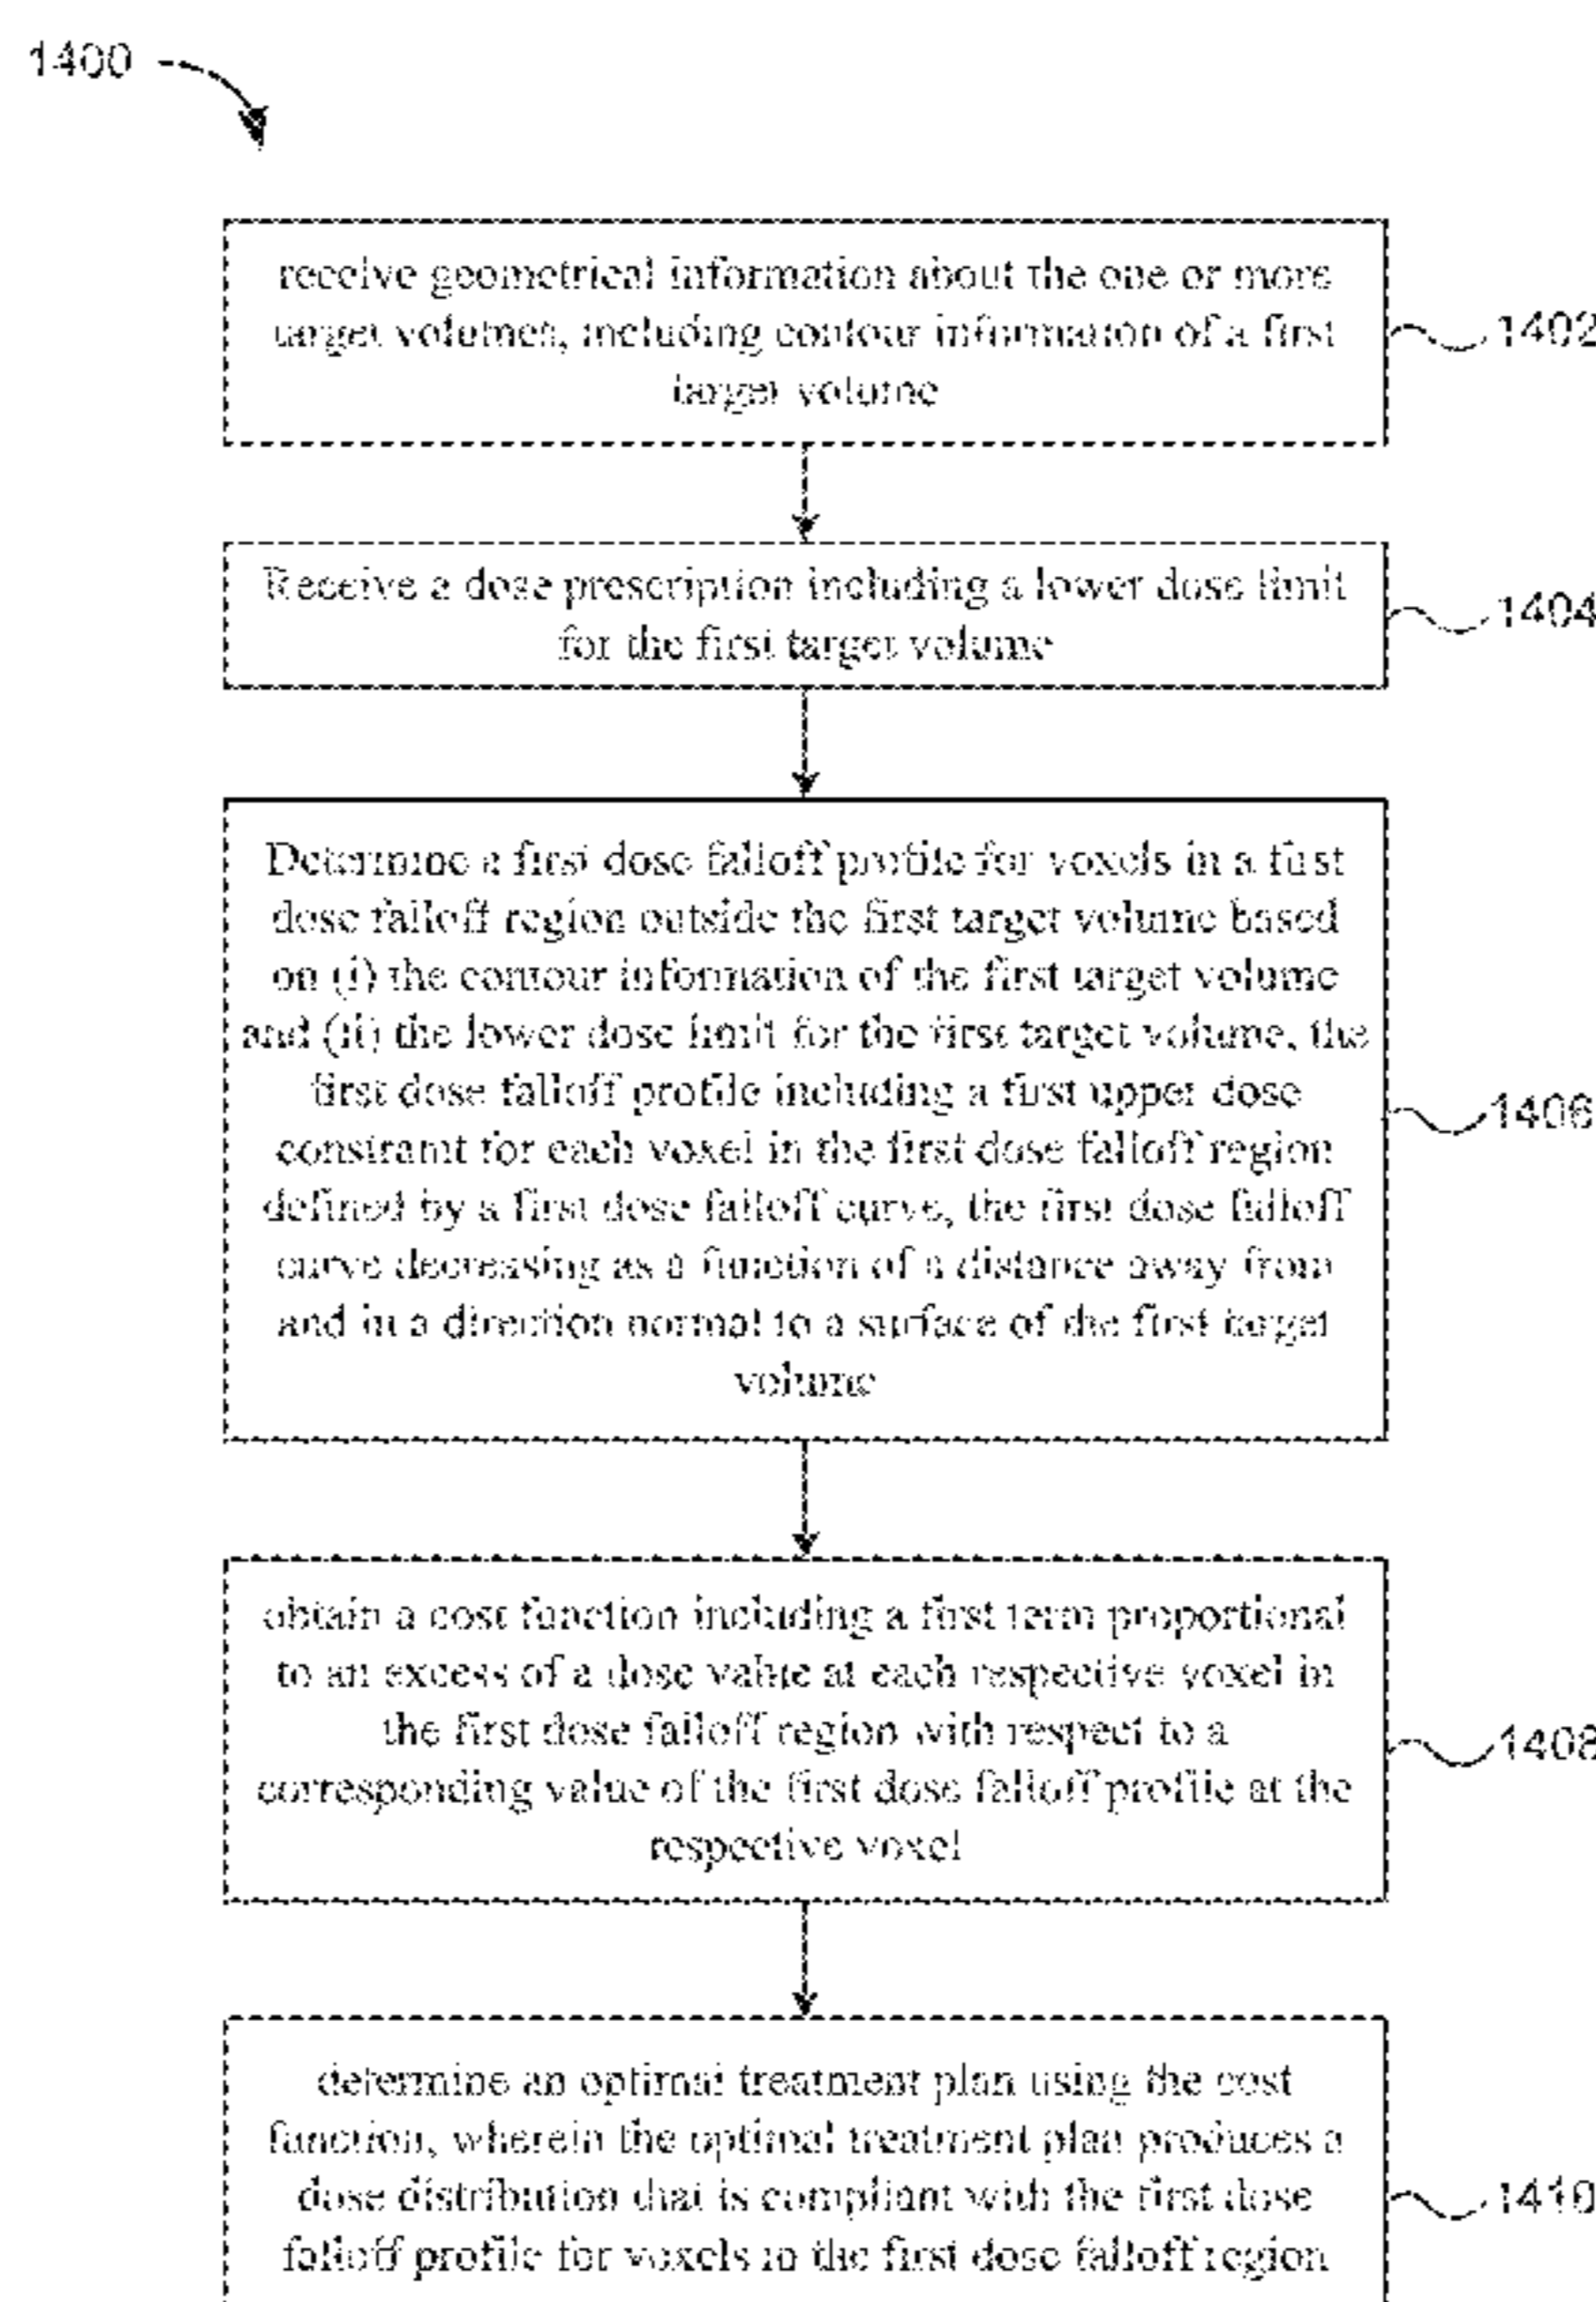 1400
receive geometrical information about the one or more
target volumes, including contour information of a first
target volume
1402
Receive a dose prescription including a lower dose limit
for the first target volume
1404
Determine a first dose falloff profile for voxels in a first
dose falloff region outside the first target volume based
on (i) the contour information of the first target volume
and (ii) the lower dose limit for the first target volume, the
first dose falloff profile including a first upper dose
constraint for each voxel in the first dose falloff region
defined by a first dose falloff curve, the first dose falloff
curve decreasing as a function of a distance away from
and in a direction normal to a surface of the first target
volume
1406
obtain a cost function including a first term proportional
to an excess of a dose value at each respective voxel in
the first dose falloff region with respect to a
corresponding value of the first dose falloff profile at the
respective voxel
1408
determine an optimal treatment plan using the cost
function, wherein the optimal treatment plan produces a
dose distribution that is compliant with the first dose
falloff profile for voxels in the first dose falloff region
1410